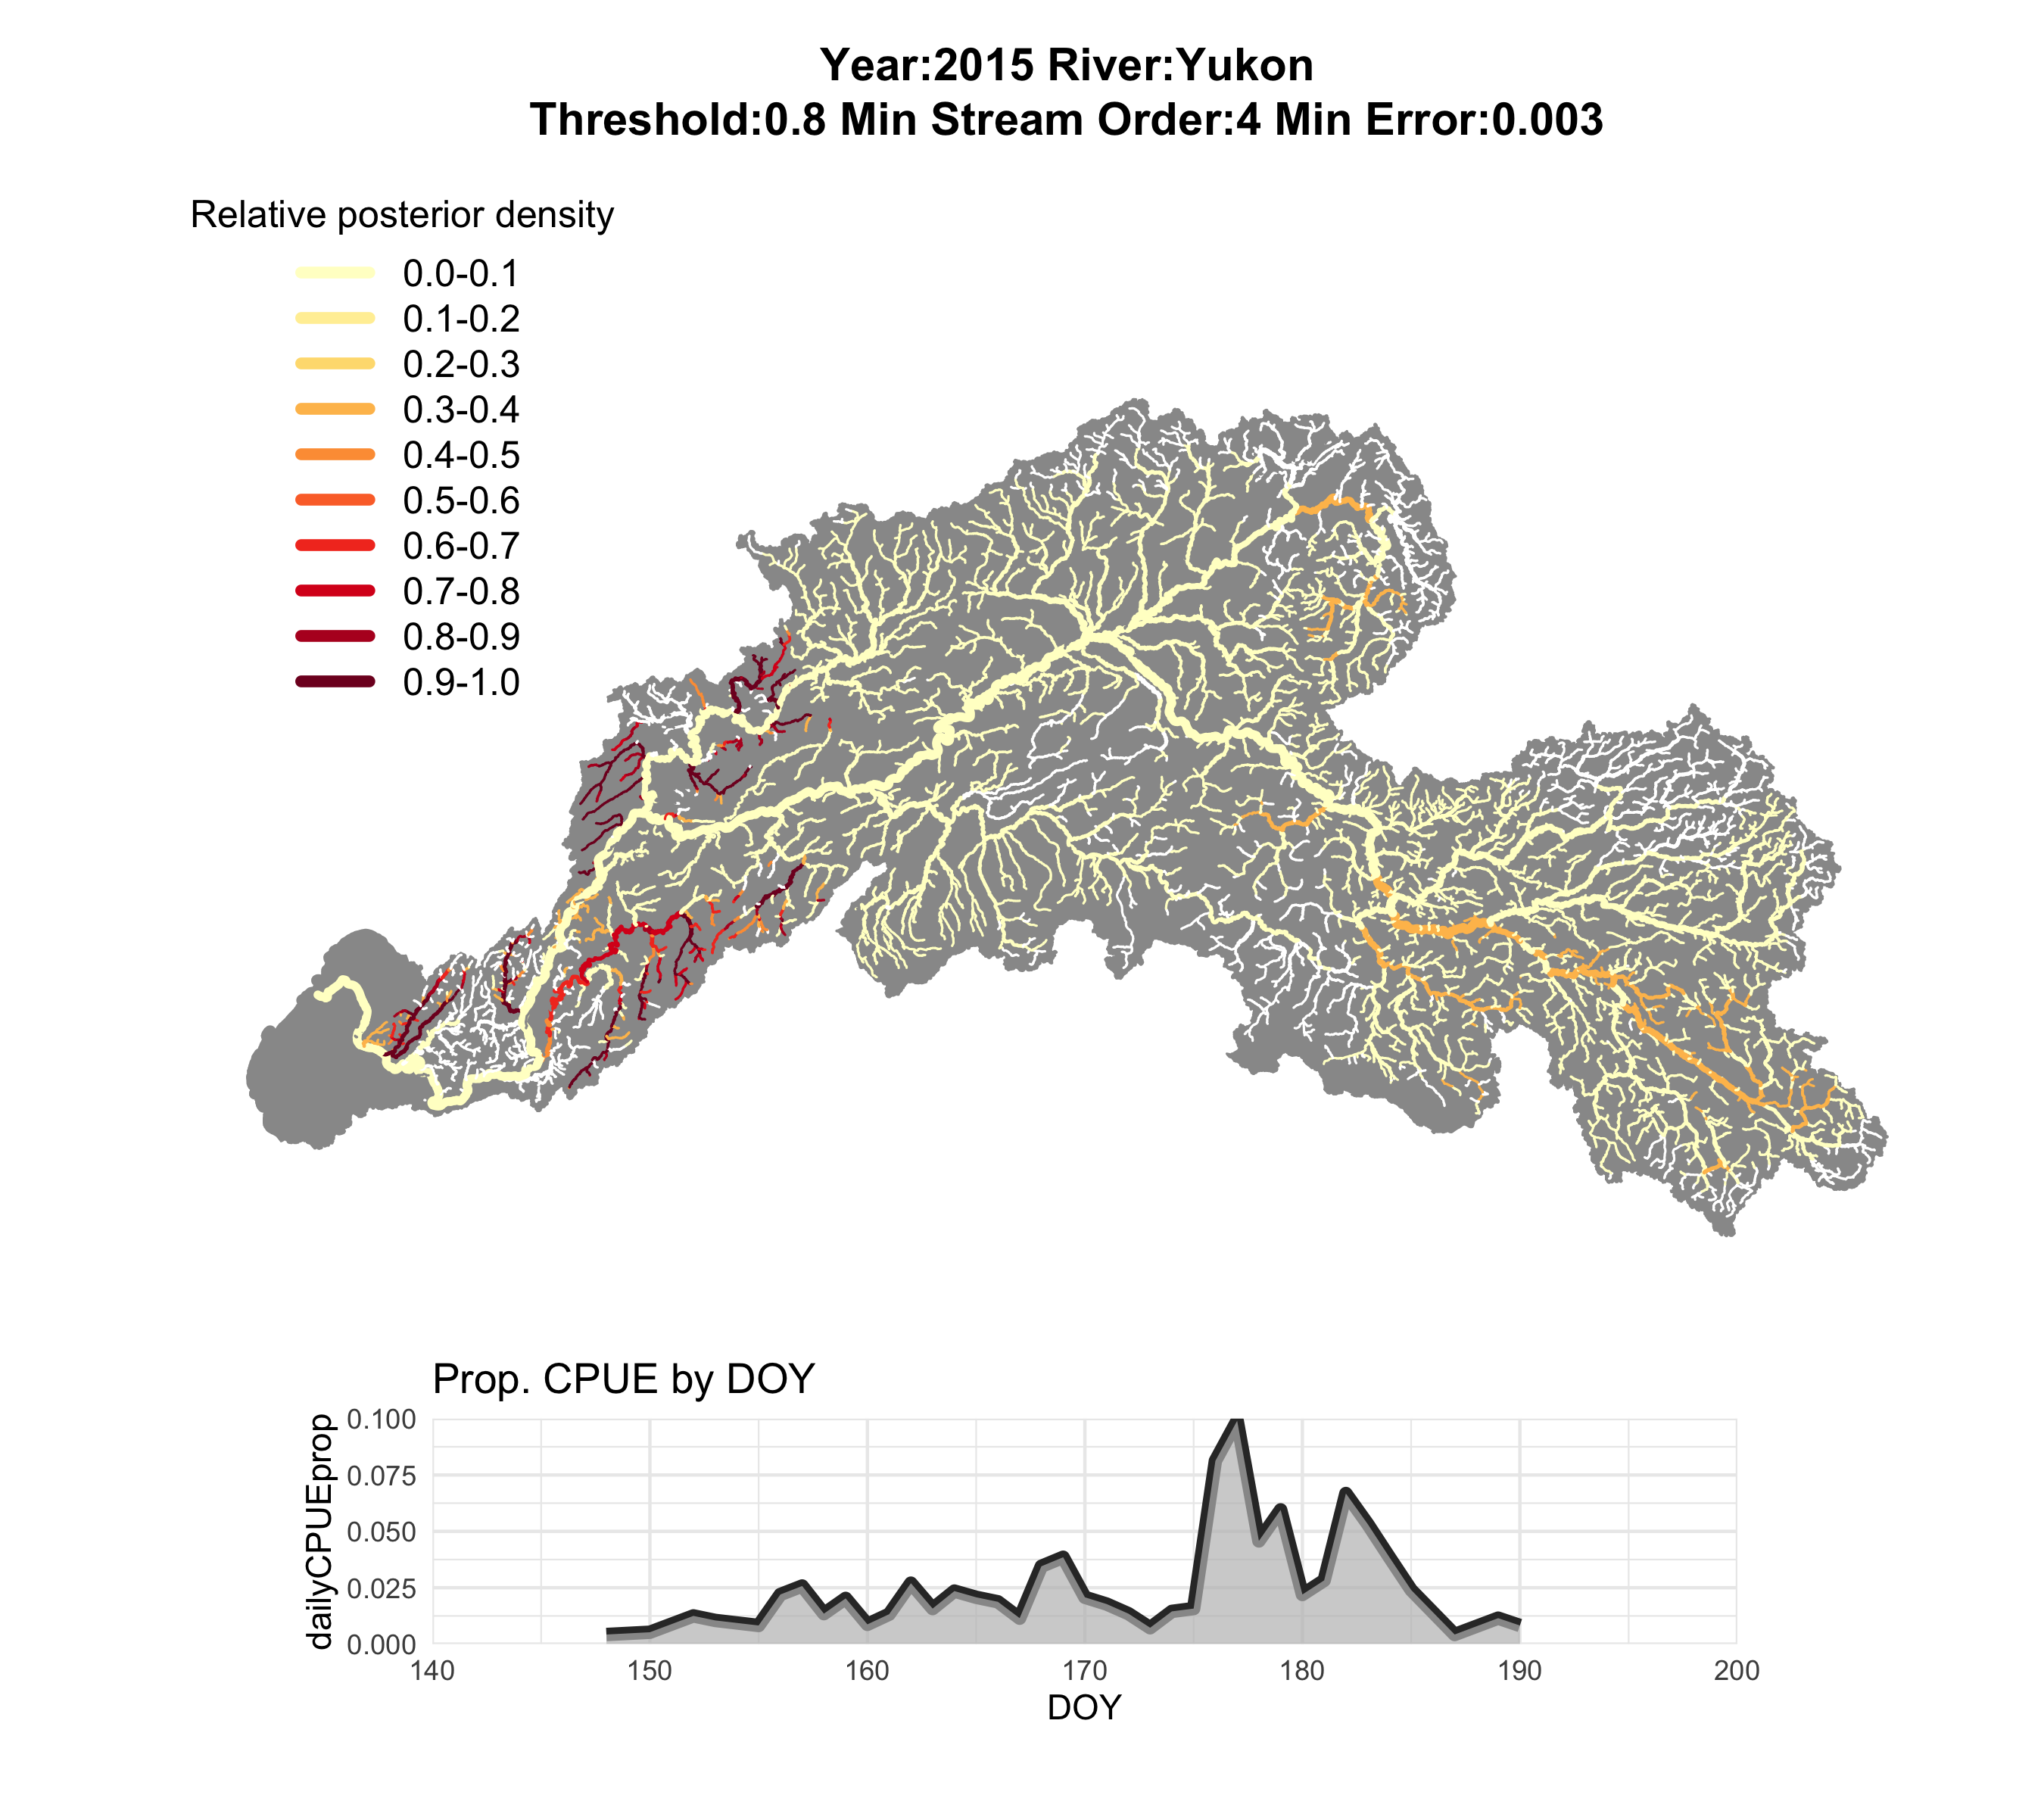 Year:2015 River:Yukon
Threshold:0.8 Min Stream Order:4 Min Error:0.003
Relative posterior density
0.0-0.1
0.1-0.2
0.2-0.3
0.3-0.4
0.4-0.5
0.5-0.6
0.6-0.7
0.7-0.8
0.8-0.9
0.9-1.0
Prop. CPUE by DOY
dailyCPUEprop
0.100
0.075
0.050
0.025
0.000
140 150 160 170 180 190 200
DOY